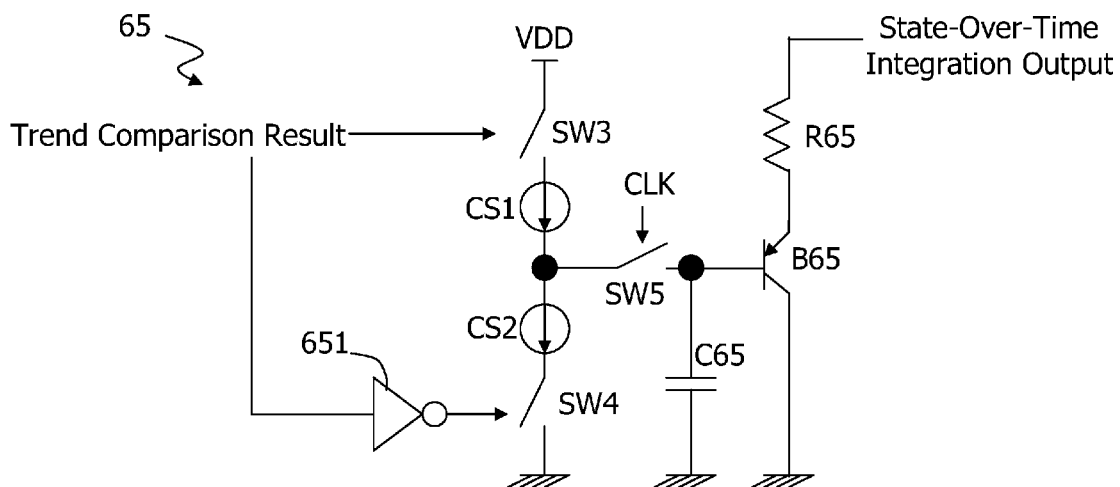 65
VDD
State-Over-Time
Integration Output
Trend Comparison Result
SW3
R65
CS1
CLK
SW5
B65
CS2
651
C65
SW4